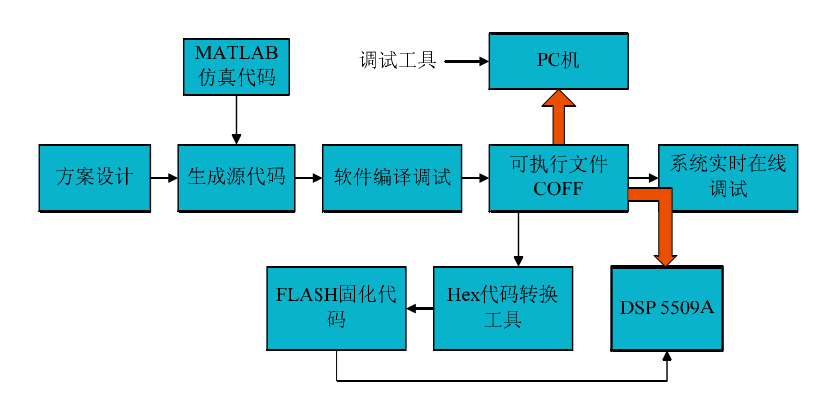 MATLAB
仿真代码
调试工具
PC机
方案设计
生成源代码
软件编译调试
可执行文件
COFF
系统实时在线
调试
FLASH固化代
码
Hex代码转换
工具
DSP 5509A